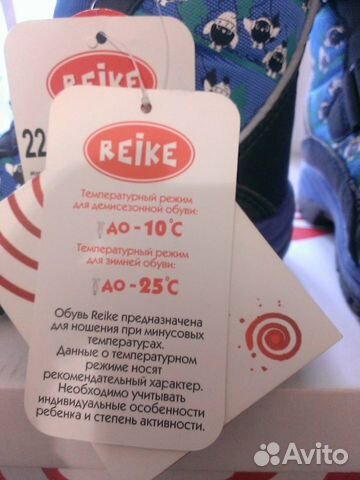 REIKE
22
REIKE
Температурный режим
для демисезонной обуви:
ДО -10°C
Температурный режим
для зимней обуви:
ДО -25°C
Обувь Reike предназначена
для ношения при минусовых
температурах.
Данные о температурном
режиме носят
рекомендательный характер.
Необходимо учитывать
индивидуальные особенности
ребенка и степень активности.
Avito